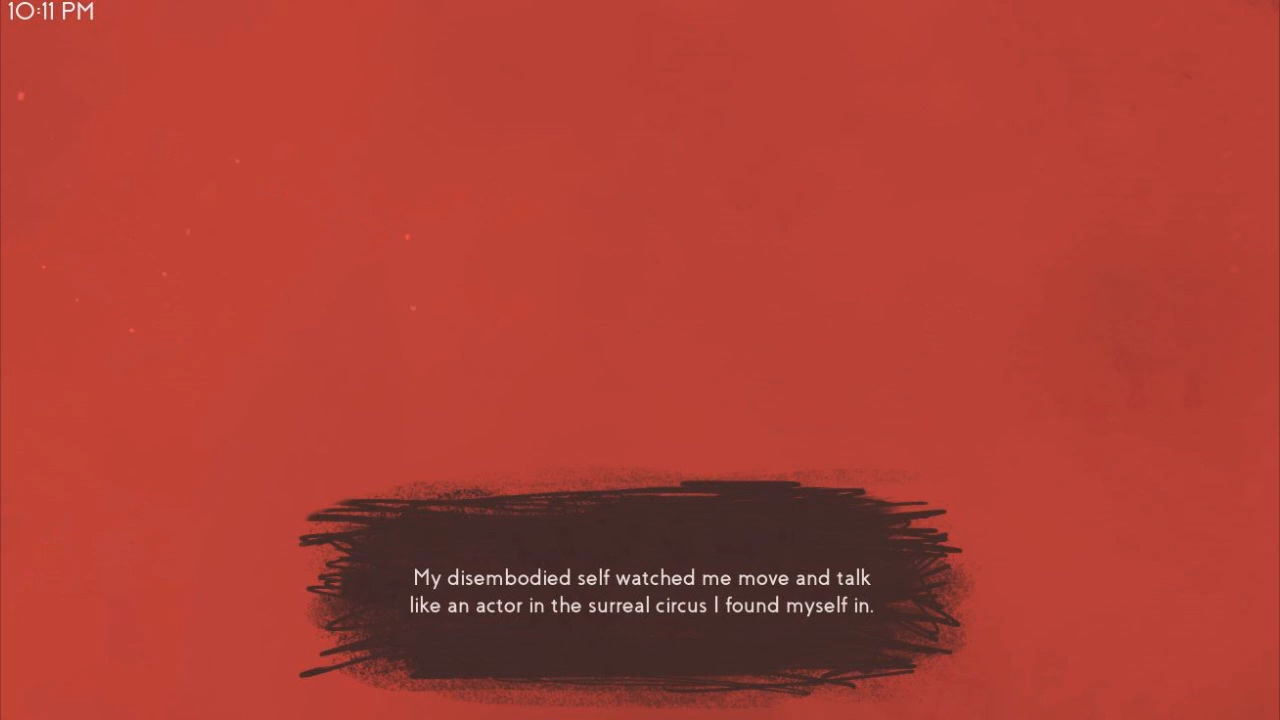 10:11 PM
My disembodied self watched me move and talk
like an actor in the surreal circus I found myself in.